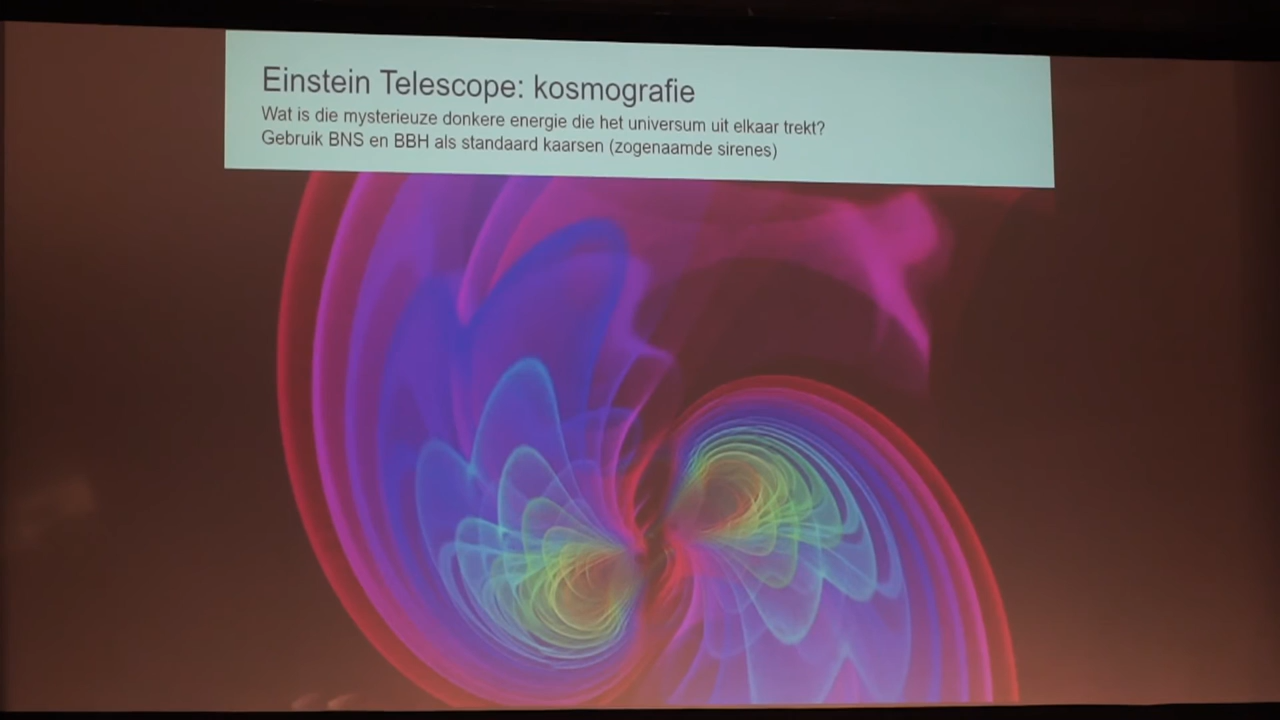 Einstein Telescope: kosmografie
Wat is die mysterieuze donkere energie die het universum uit elkaar trekt?
Gebruik BNS en BBH als standaard kaarsen (zogenaamde sirenes)